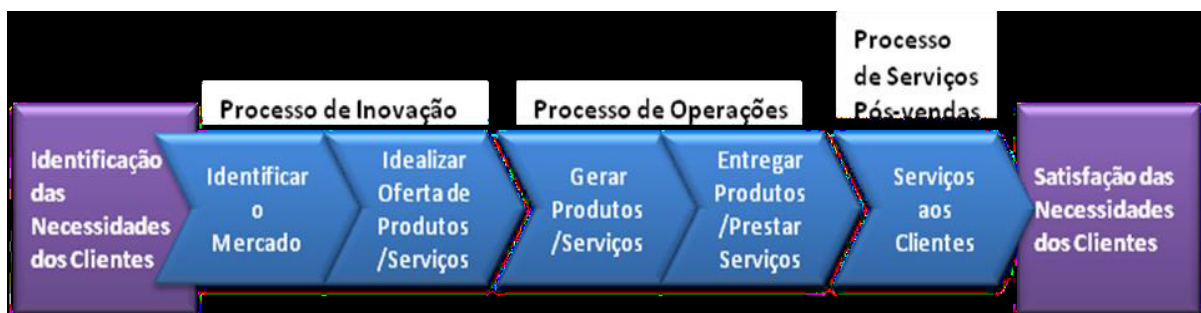 Processo de Inovação
Processo de Operações
Processo
de Serviços
Pós-vendas
Identificação
das
Necessidades
dos Clientes
Identificar
o
Mercado
Idealizar
Oferta de
Produtos
/Serviços
Gerar
Produtos
/Serviços
Entregar
Produtos
/Prestar
Serviços
Serviços
aos
Clientes
Satisfação das
Necessidades
dos Clientes